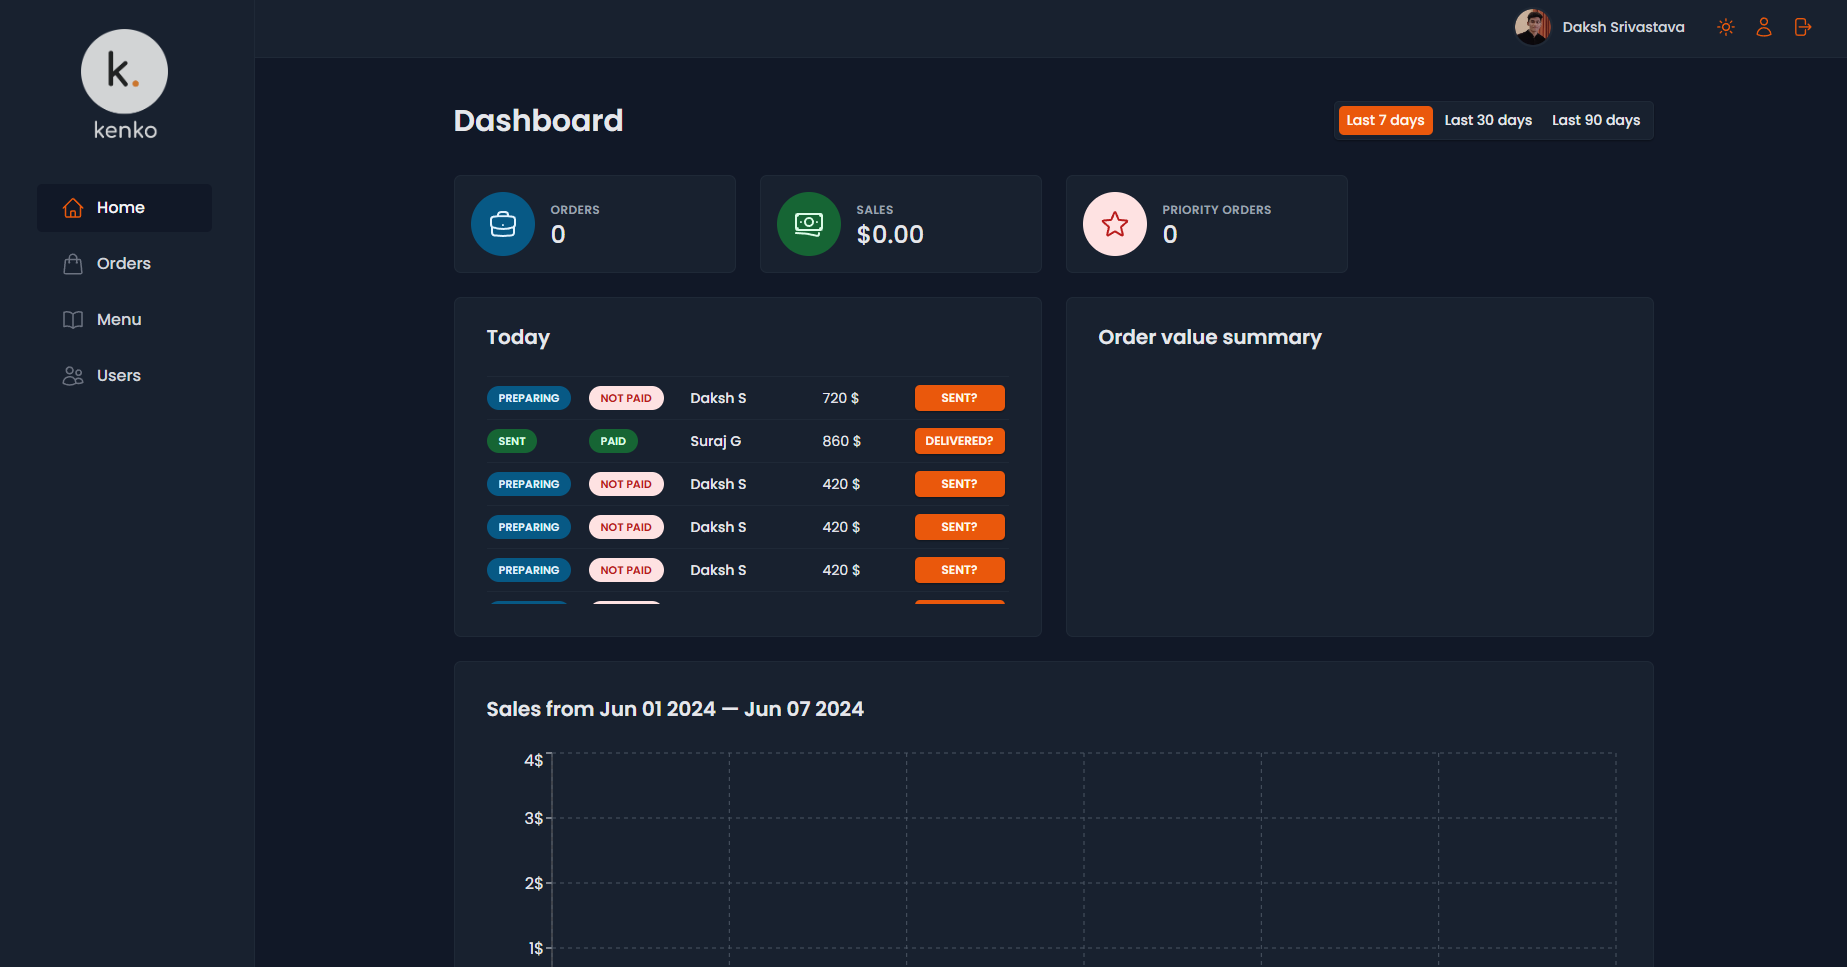 k.
kenko
Daksh Srivastava
Home
Orders
Menu
Users
Dashboard
Last 7 days Last 30 days Last 90 days
ORDERS
0
SALES
$0.00
PRIORITY ORDERS
0
Today
PREPARING NOT PAID Daksh S 720 $ SENT?
SENT PAID Suraj G 860 $ DELIVERED?
PREPARING NOT PAID Daksh S 420 $ SENT?
PREPARING NOT PAID Daksh S 420 $ SENT?
PREPARING NOT PAID Daksh S 420 $ SENT?
Order value summary
Sales from Jun 01 2024 — Jun 07 2024
4$
3$
2$
1$